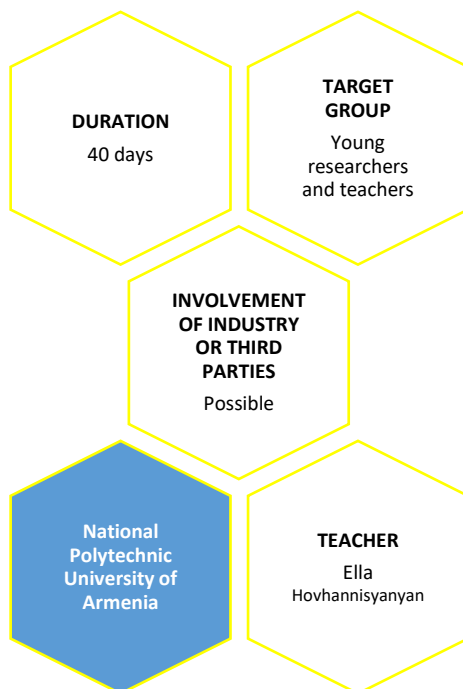 DURATION
40 days
TARGET
GROUP
Young
researchers
and teachers
INVOLVEMENT
OF INDUSTRY
OR THIRD
PARTIES
Possible
National
Polytechnic
University of
Armenia
TEACHER
Ella
Hovhannisyanyan